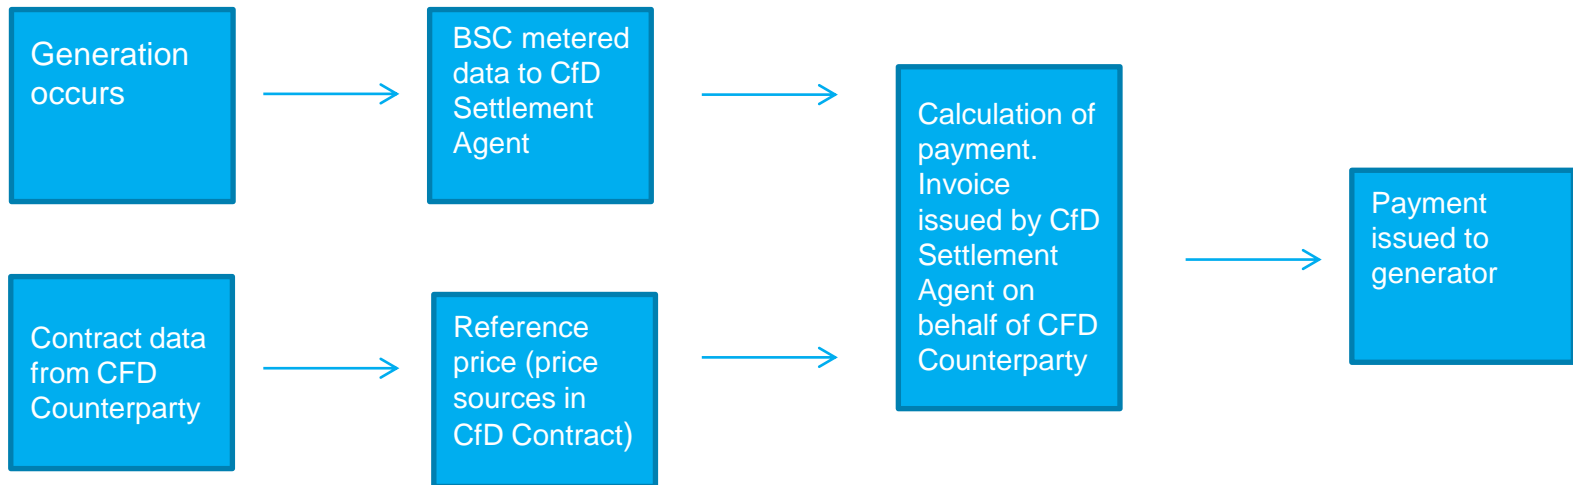 Generation
occurs
BSC metered
data to CfD
Settlement
Agent
Calculation of
payment.
Invoice
issued by CfD
Settlement
Agent on
behalf of CFD
Counterparty
Payment
issued to
generator
Contract data
from CFD
Counterparty
Reference
price (price
sources in
CfD Contract)